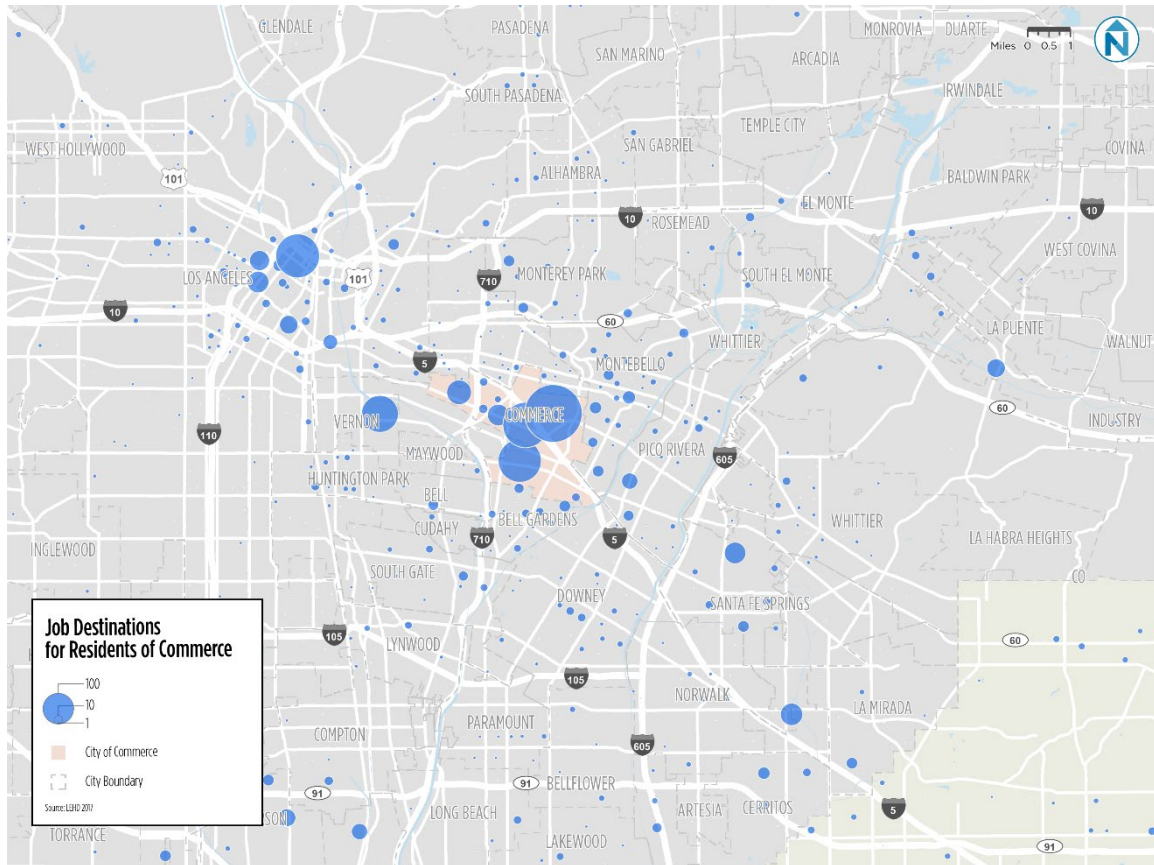 GLENDALE
PASADENA
MONROVIA
DUARTE
Miles 0 0.5 1
N
SAN MARINO
ARCADIA
SOUTH PASADENA
IRWINDALE
TEMPLE CITY
WEST HOLLYWOOD
SAN GABRIEL
COVINA
101
ALHAMBRA
BALDWIN PARK
EL MONTE
10
10
ROSEMEAD
WEST COVINA
LOS ANGELES
101
710
MONTEREY PARK
SOUTH EL MONTE
10
60
LA PUENTE
WHITTIER
WALNUT
5
MONTEBELLO
60
COMMERCE
VERNON
INDUSTRY
110
MAYWOOD
PICO RIVERA
605
HUNTINGTON PARK
BELL
BELL GARDENS
CUDAHY
WHITTIER
710
5
LA HABRA HEIGHTS
INGLEWOOD
SOUTH GATE
CO
DOWNEY
SANTA FE SPRINGS
105
LYNWOOD
60
105
NORWALK
LA MIRADA
PARAMOUNT
COMPTON
605
91
BELLFLOWER
91
LONG BEACH
ARTESIA
CERRITOS
5
TORRANCE
LAKEWOOD
91
Job Destinations
for Residents of Commerce
100
10
1
City of Commerce
City Boundary
Source: LEHD 2017
RSON